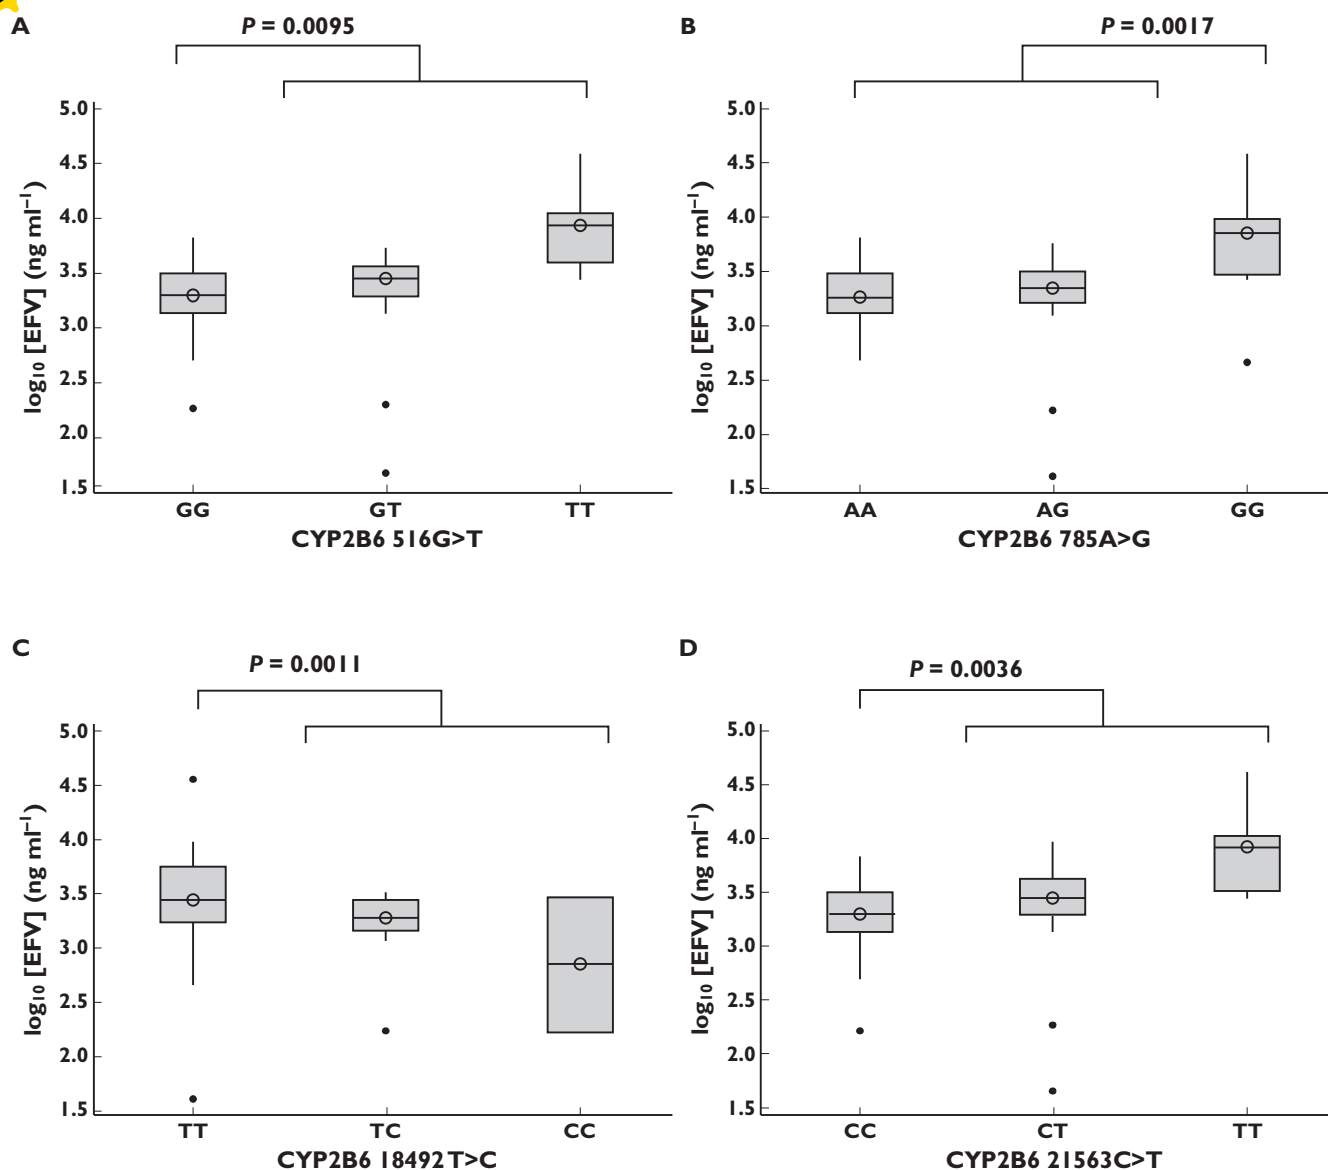 A
P = 0.0095
5.0
4.5
4.0
3.5
3.0
2.5
2.0
1.5
log₁₀ [EFV] (ng ml⁻¹)
GG GT TT
CYP2B6 516G>T
B
P = 0.0017
5.0
4.5
4.0
3.5
3.0
2.5
2.0
1.5
log₁₀ [EFV] (ng ml⁻¹)
AA AG GG
CYP2B6 785A>G
C
P = 0.0011
5.0
4.5
4.0
3.5
3.0
2.5
2.0
1.5
log₁₀ [EFV] (ng ml⁻¹)
TT TC CC
CYP2B6 18492T>C
D
P = 0.0036
5.0
4.5
4.0
3.5
3.0
2.5
2.0
1.5
log₁₀ [EFV] (ng ml⁻¹)
CC CT TT
CYP2B6 21563C>T